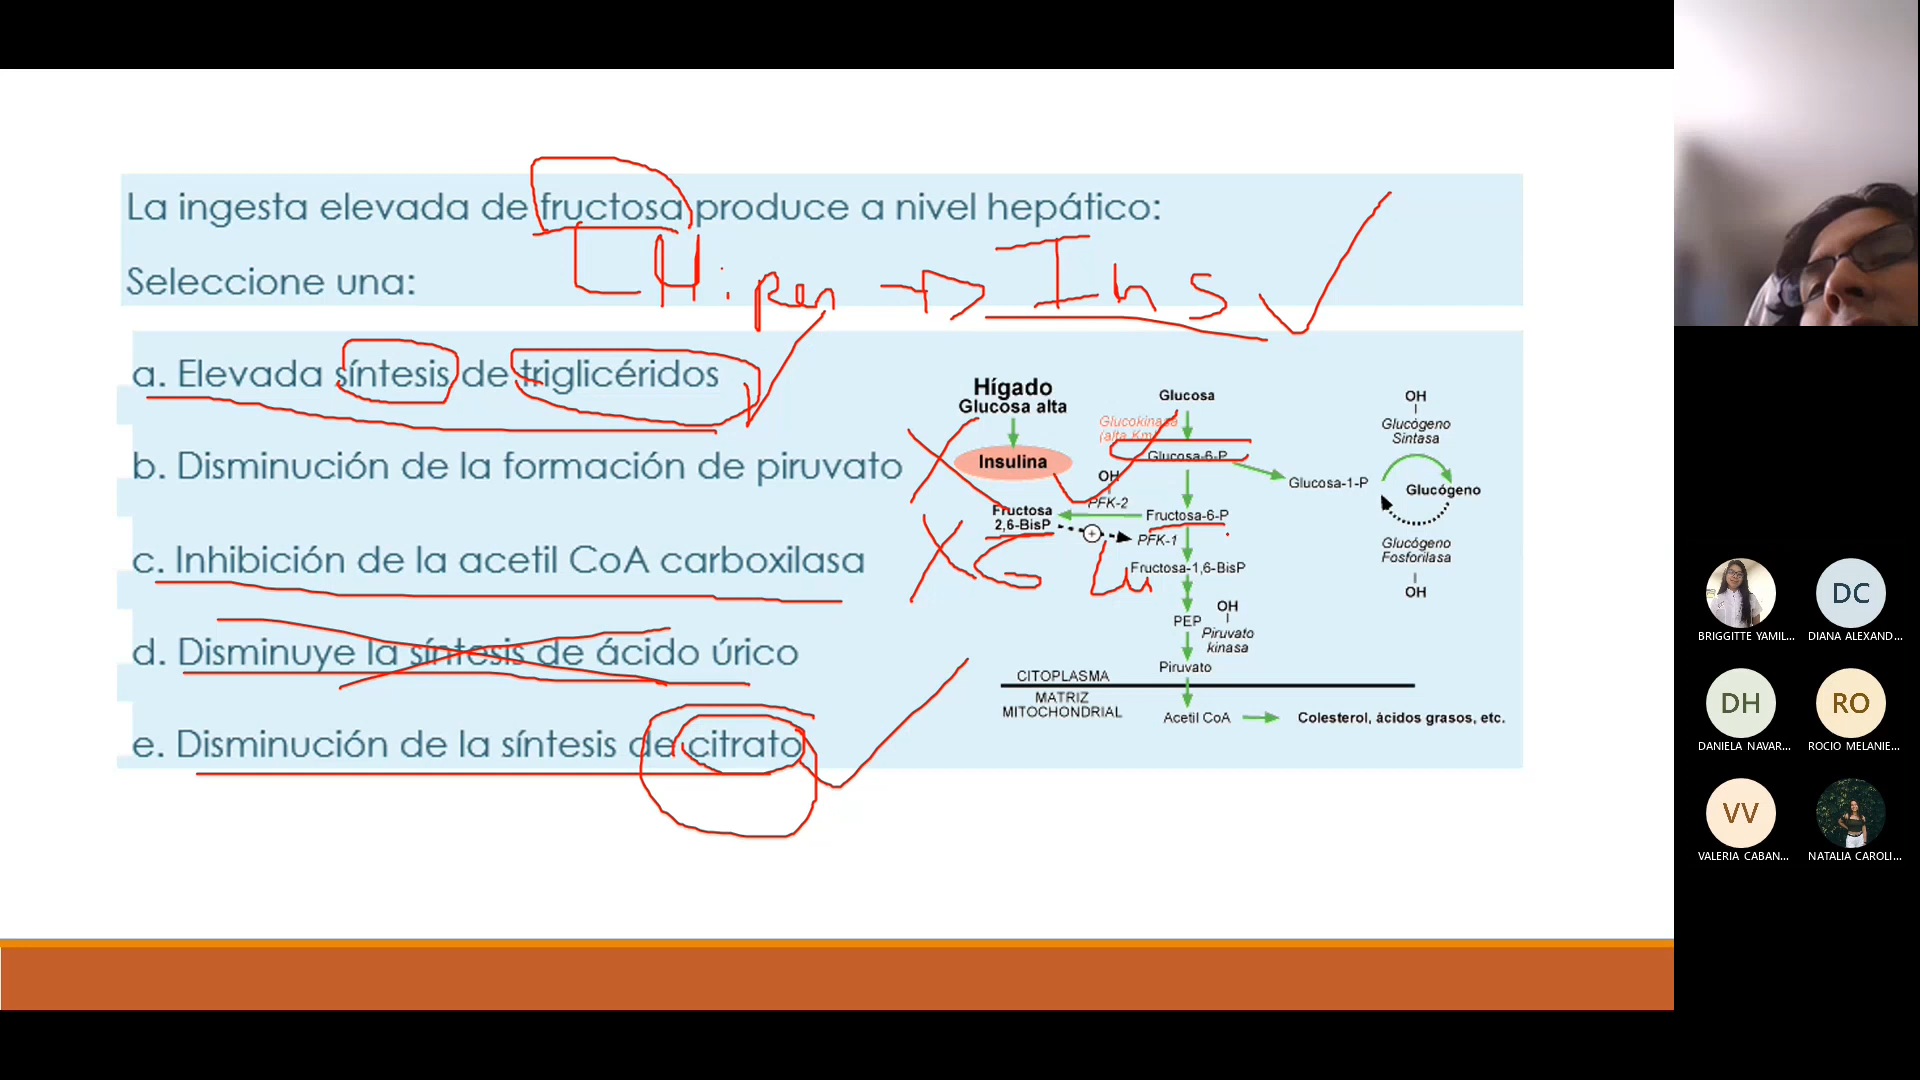 La ingesta elevada de fructosa produce a nivel hepático:
Seleccione una:
Hiper → Ins
a. Elevada síntesis de triglicéridos
b. Disminución de la formación de piruvato
c. Inhibición de la acetil CoA carboxilasa
d. Disminuye la síntesis de ácido úrico
e. Disminución de la síntesis de citrato
Hígado
Glucosa alta
Insulina
Fructosa
2,6-BisP
Glucosa
Glucokinasa
(alta Km)
Glucosa-6-P
OH
PFK-2
Fructosa-6-P
+
PFK-1
Fructosa-1,6-BisP
PEP
OH
Piruvato
kinasa
Piruvato
CITOPLASMA
MATRIZ
MITOCHONDRIAL
Acetil CoA
Colesterol, ácidos grasos, etc.
Glucosa-1-P
OH
Glucógeno
Sintasa
Glucógeno
Glucógeno
Fosforilasa
OH
BRIGGITTE YAMIL...
DC
DIANA ALEXAND...
DH
DANIELA NAVAR...
RO
ROCIO MELANIE...
VV
VALERIA CABAN...
NATALIA CAROLI...